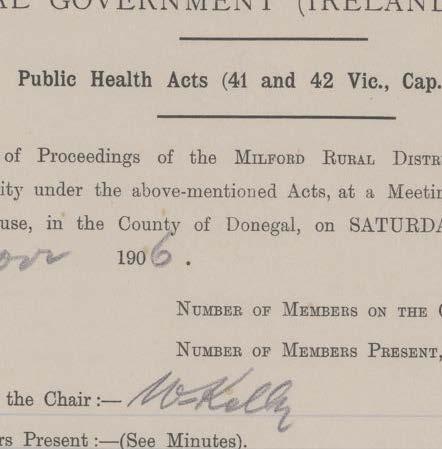 AL GOVERNMENT (IRELAND
Public Health Acts (41 and 42 Vic., Cap.
of Proceedings of the MILFORD RURAL DISTR
ity under the above-mentioned Acts, at a Meetin
use, in the County of Donegal, on SATURDA
1906.
NUMBER OF MEMBERS ON THE
NUMBER OF MEMBERS PRESENT,
the Chair:— W Kelly
rs Present:—(See Minutes).